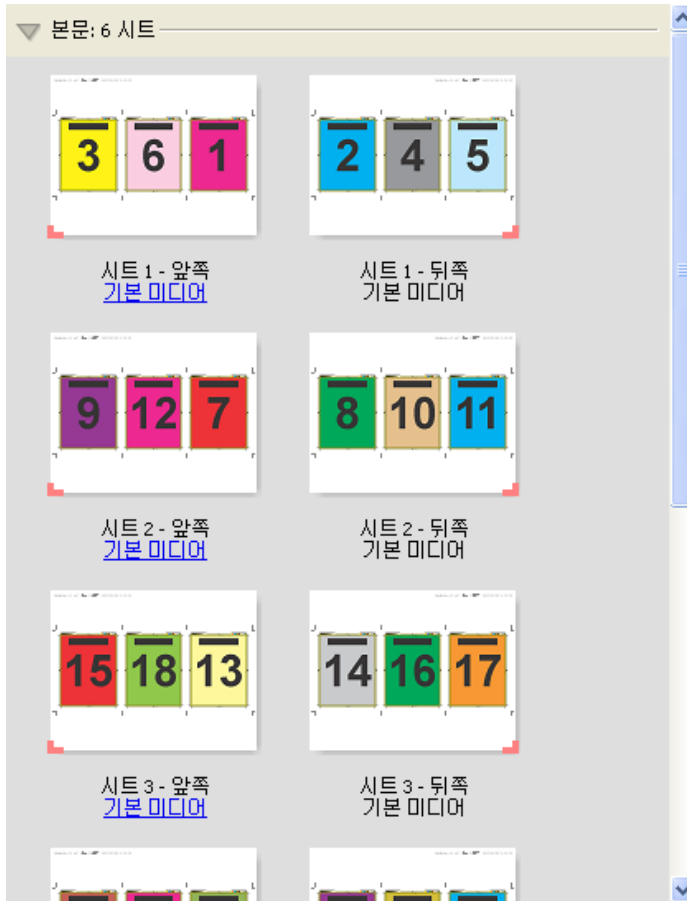 본문: 6 시트
3 6 1
2 4 5
시트 1 - 앞쪽
기본 미디어
시트 1 - 뒤쪽
기본 미디어
9 12 7
8 10 11
시트 2 - 앞쪽
기본 미디어
시트 2 - 뒤쪽
기본 미디어
15 18 13
14 16 17
시트 3 - 앞쪽
기본 미디어
시트 3 - 뒤쪽
기본 미디어